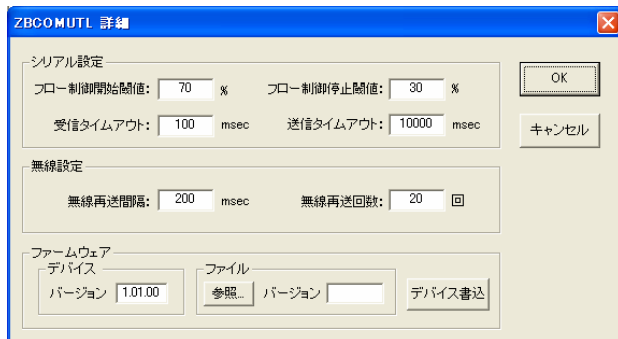 ZBCOMUTL 詳細
シリアル設定
フロー制御開始閾値: 70 % フロー制御停止閾値: 30 %
OK
受信タイムアウト: 100 msec 送信タイムアウト: 10000 msec
キャンセル
無線設定
無線再送間隔: 200 msec 無線再送回数: 20 回
ファームウェア
デバイス ファイル
バージョン 1.01.00 参照... バージョン デバイス書込